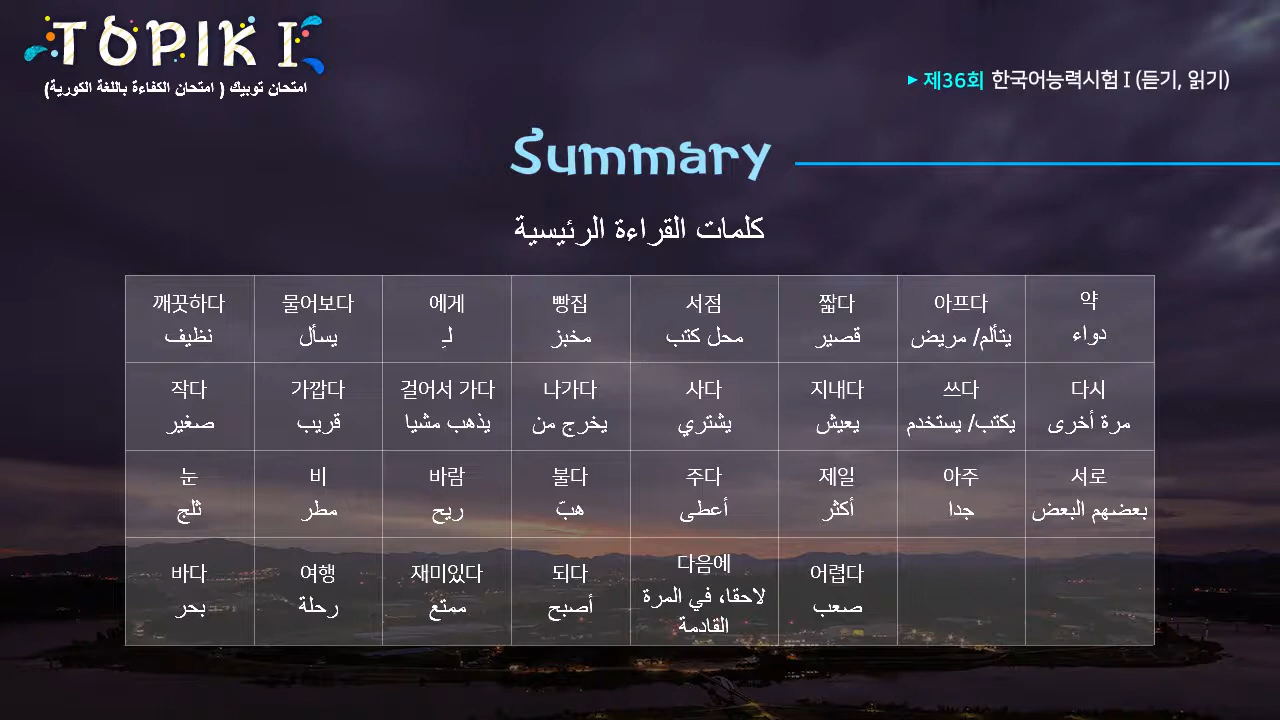 TOPIK I
امتحان توبيك ( امتحان الكفاءة باللغة الكورية)
▶ 제36회 한국어능력시험 I (듣기, 읽기)
Summary
كلمات القراءة الرئيسية
깨끗하다
نظيف
물어보다
يسأل
에게
لـِ
빵집
مخبز
서점
محل كتب
짧다
قصير
아프다
يتألم/ مريض
약
دواء
작다
صغير
가깝다
قريب
걸어서 가다
يذهب مشيا
나가다
يخرج من
사다
يشتري
지내다
يعيش
쓰다
يكتب/ يستخدم
다시
مرة أخرى
눈
ثلج
비
مطر
바람
ريح
불다
هبّ
주다
أعطى
제일
أكثر
아주
جدا
서로
بعضهم البعض
바다
بحر
여행
رحلة
재미있다
ممتع
되다
أصبح
다음에
لاحقا، في المرة
القادمة
어렵다
صعب